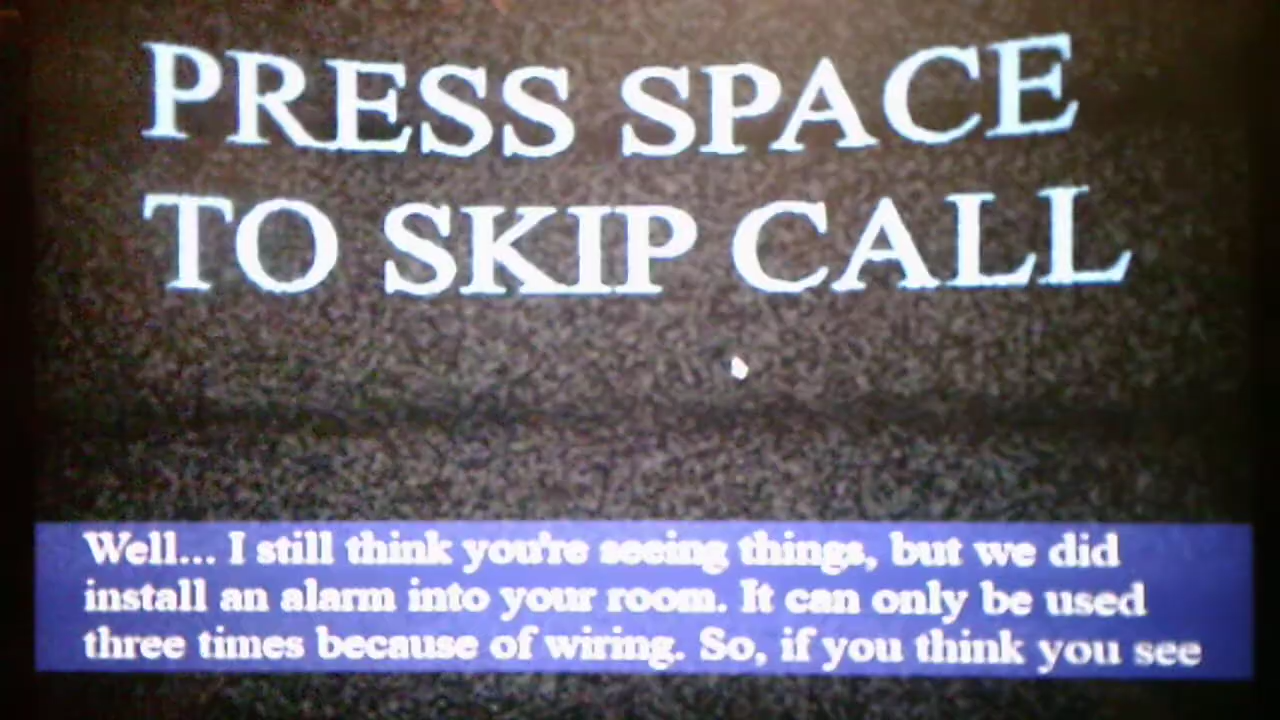 PRESS SPACE
TO SKIP CALL
Well... I still think you're seeing things, but we did
install an alarm into your room. It can only be used
three times because of wiring. So, if you think you see